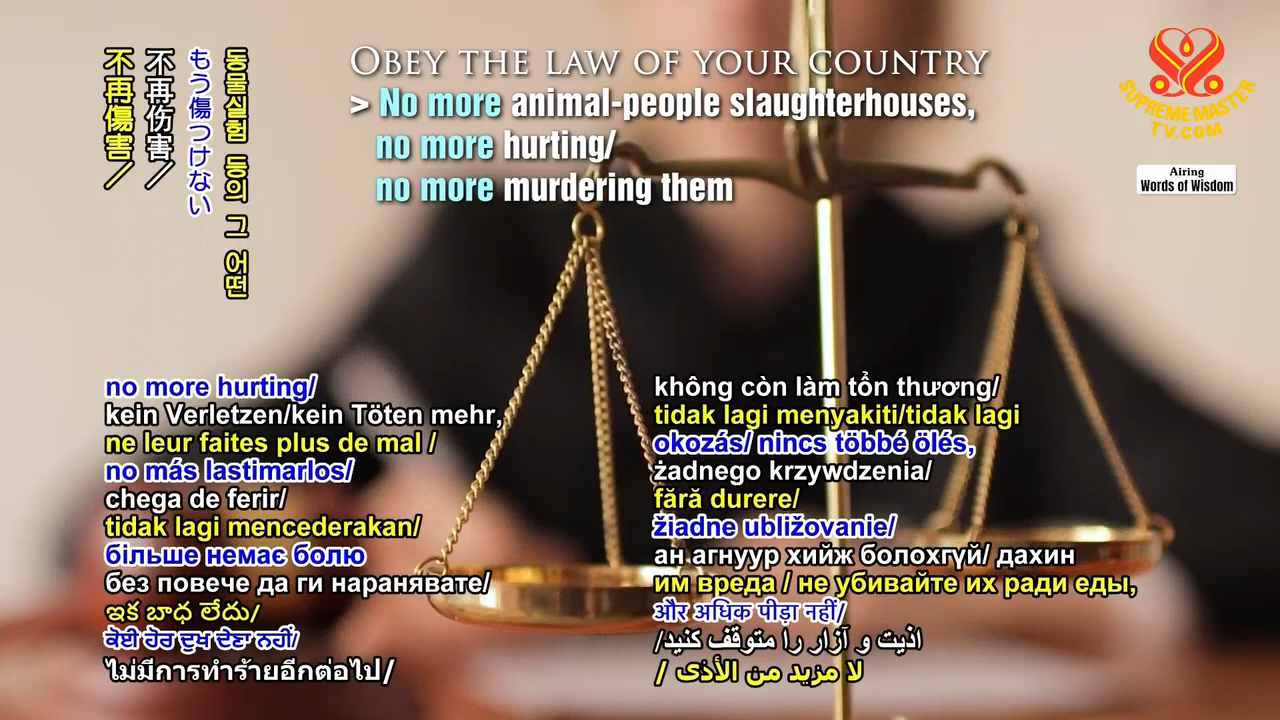 OBEY THE LAW OF YOUR COUNTRY
> No more animal-people slaughterhouses,
no more hurting/
no more murdering them
SUPREME MASTER
TV.COM
Airing
Words of Wisdom
동물실험 등의 그 어떤
もう傷つけない
不再伤害/
不再傷害/
no more hurting/
kein Verletzen/kein Töten mehr,
ne leur faites plus de mal /
no más lastimarlos/
chega de ferir/
tidak lagi mencederakan/
більше немає болю
без повече да ги наранявате/
ఇక బాధ లేదు/
ਕੋਈ ਹੋਰ ਦੁਖ ਦੇਣਾ ਨਹੀਂ/
ไม่มีการทำร้ายอีกต่อไป/
không còn làm tổn thương/
tidak lagi menyakiti/tidak lagi
okozás/ nincs többé ölés,
żadnego krzywdzenia/
fără durere/
žiadne ubližovanie/
ан агнуур хийж болохгүй/ дахин
им вреда / не убивайте их ради еды,
और अधिक पीड़ा नहीं/
اذیت و آزار را متوقف کنید/
لا مزيد من الأذى /